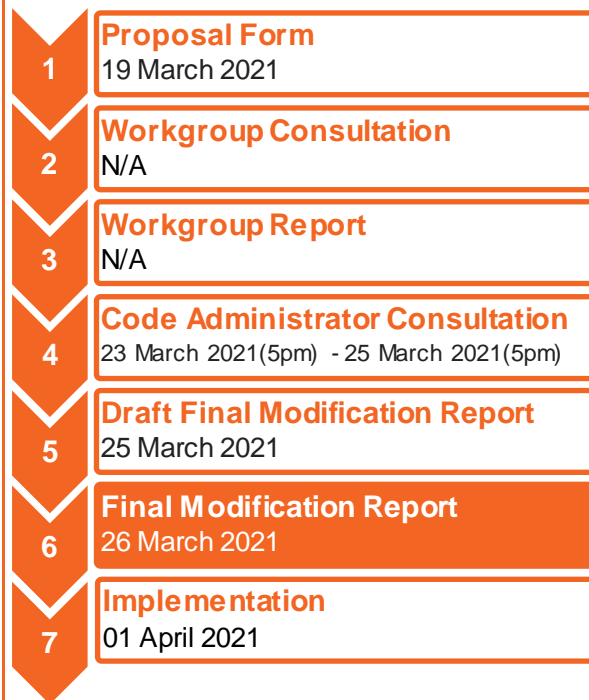 1
Proposal Form
19 March 2021
2
Workgroup Consultation
N/A
3
Workgroup Report
N/A
4
Code Administrator Consultation
23 March 2021(5pm) - 25 March 2021(5pm)
5
Draft Final Modification Report
25 March 2021
6
Final Modification Report
26 March 2021
7
Implementation
01 April 2021